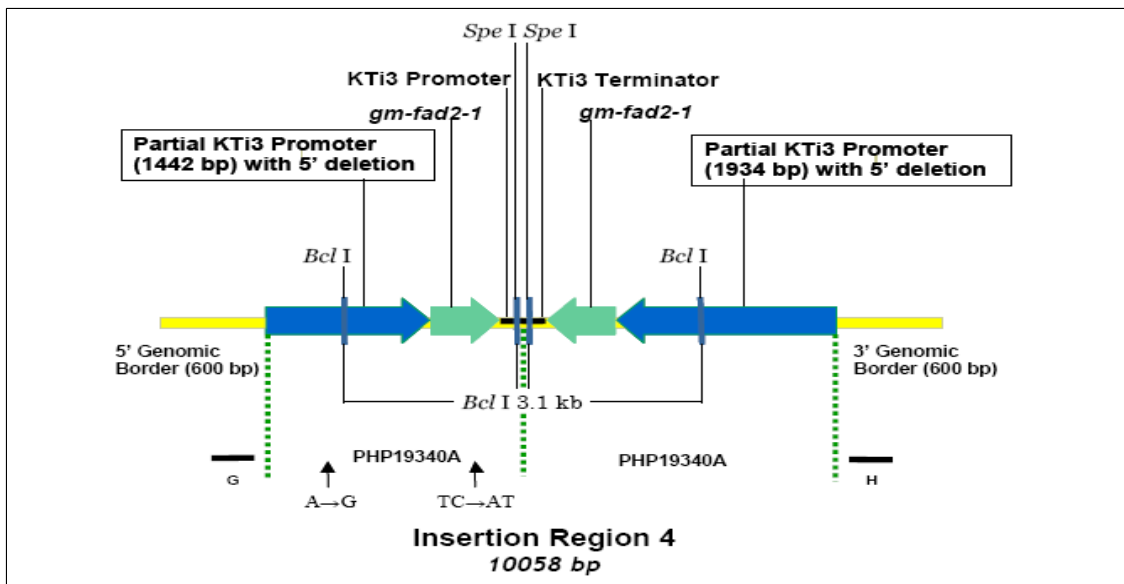 Spe I Spe I
KTi3 Promoter KTi3 Terminator
gm-fad2-1 gm-fad2-1
Partial KTi3 Promoter
(1442 bp) with 5' deletion
Partial KTi3 Promoter
(1934 bp) with 5' deletion
Bcl I Bcl I
5' Genomic
Border (600 bp)
3' Genomic
Border (600 bp)
Bcl I 3.1 kb
PHP19340A PHP19340A
G H
A→G TC→AT
Insertion Region 4
10058 bp